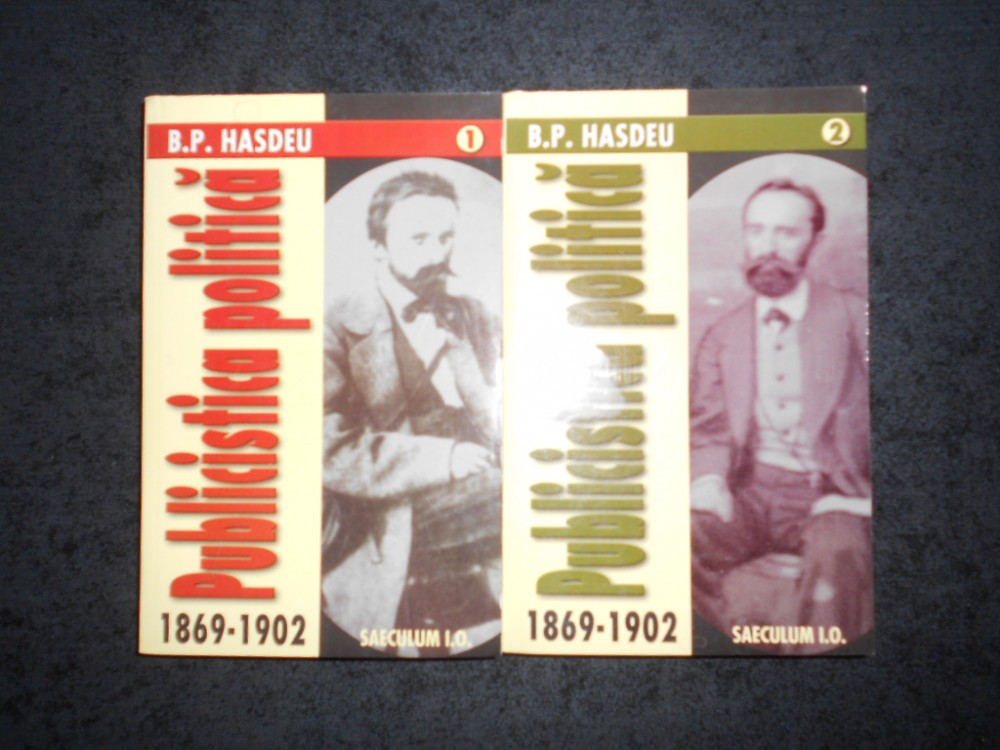 B.P. HASDEU 1
Publicistica politică
1869-1902
SAECULUM I.O.
B.P. HASDEU 2
Publicistica politică
1869-1902
SAECULUM I.O.